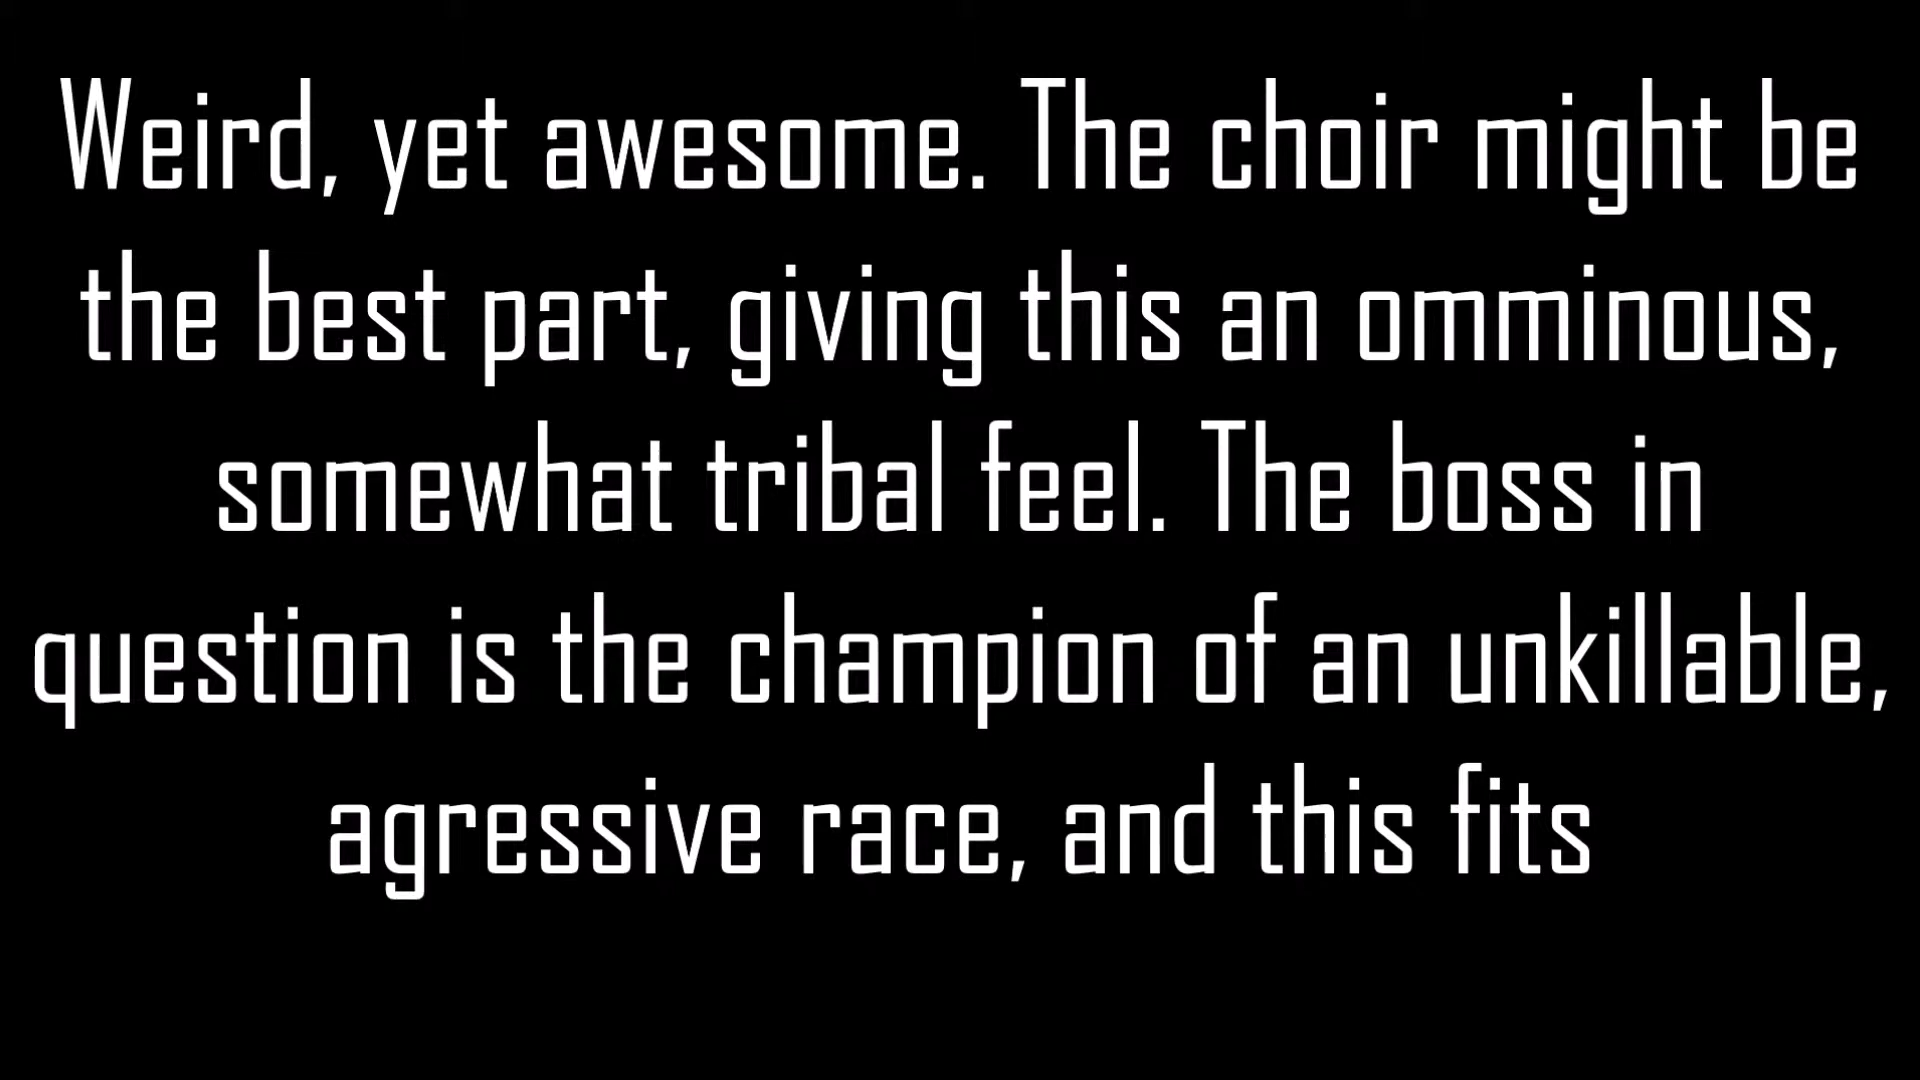 Weird, yet awesome. The choir might be
the best part, giving this an omminous,
somewhat tribal feel. The boss in
question is the champion of an unkillable,
agressive race, and this fits